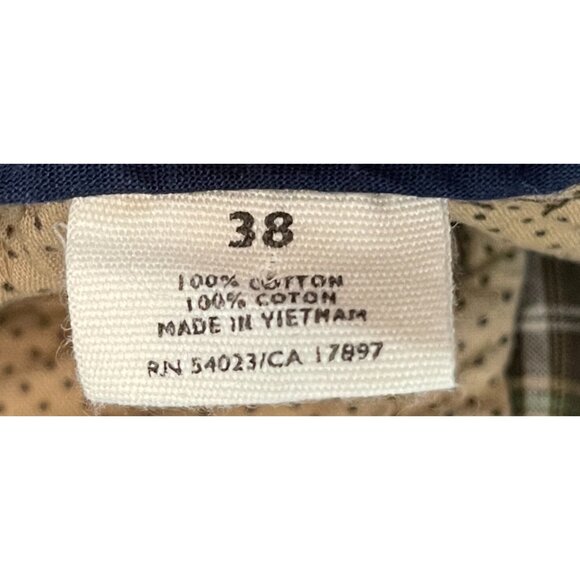 38
100% COTTON
100% COTON
MADE IN VIETNAM
RN 54023/CA 17897